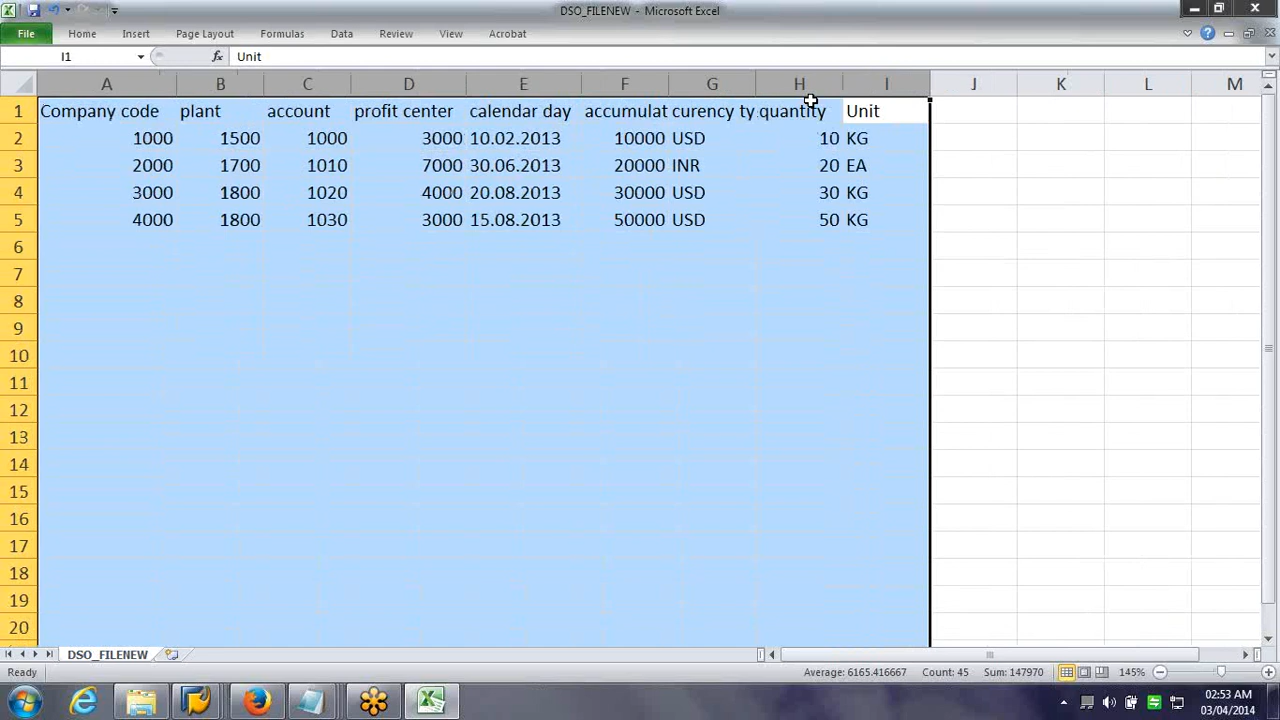 DSO_FILENEW - Microsoft Excel
File Home Insert Page Layout Formulas Data Review View Acrobat
I1 fx Unit
A B C D E F G H I J K L M
1 Company code plant account profit center calendar day accumulat curency ty quantity Unit
2 1000 1500 1000 3000 10.02.2013 10000 USD 10 KG
3 2000 1700 1010 7000 30.06.2013 20000 INR 20 EA
4 3000 1800 1020 4000 20.08.2013 30000 USD 30 KG
5 4000 1800 1030 3000 15.08.2013 50000 USD 50 KG
6
7
8
9
10
11
12
13
14
15
16
17
18
19
20
DSO_FILENEW
Ready Average: 6165.416667 Count: 45 Sum: 147970 145%
02:53 AM
03/04/2014